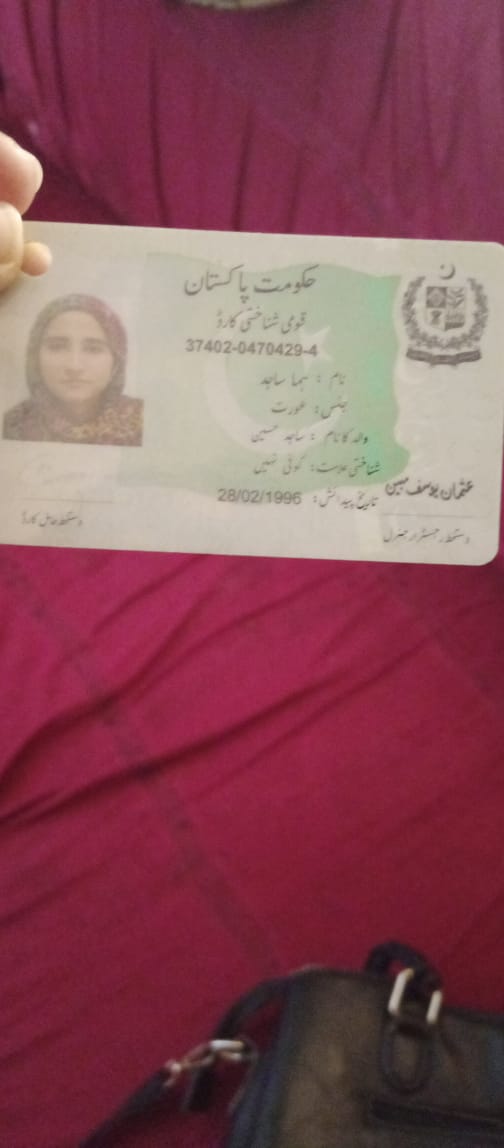 حکومت پاکستان
قومی شناختی کارڈ
37402-0470429-4
نام : ہما ساجد
جنس: عورت
والد کا نام : ساجد حسین
شناختی علامت: کوئی نہیں
تاریخ پیدائش: 28/02/1996
عثمان یوسف مبین
دستخط رجسٹرار جنرل
دستخط حامل کارڈ